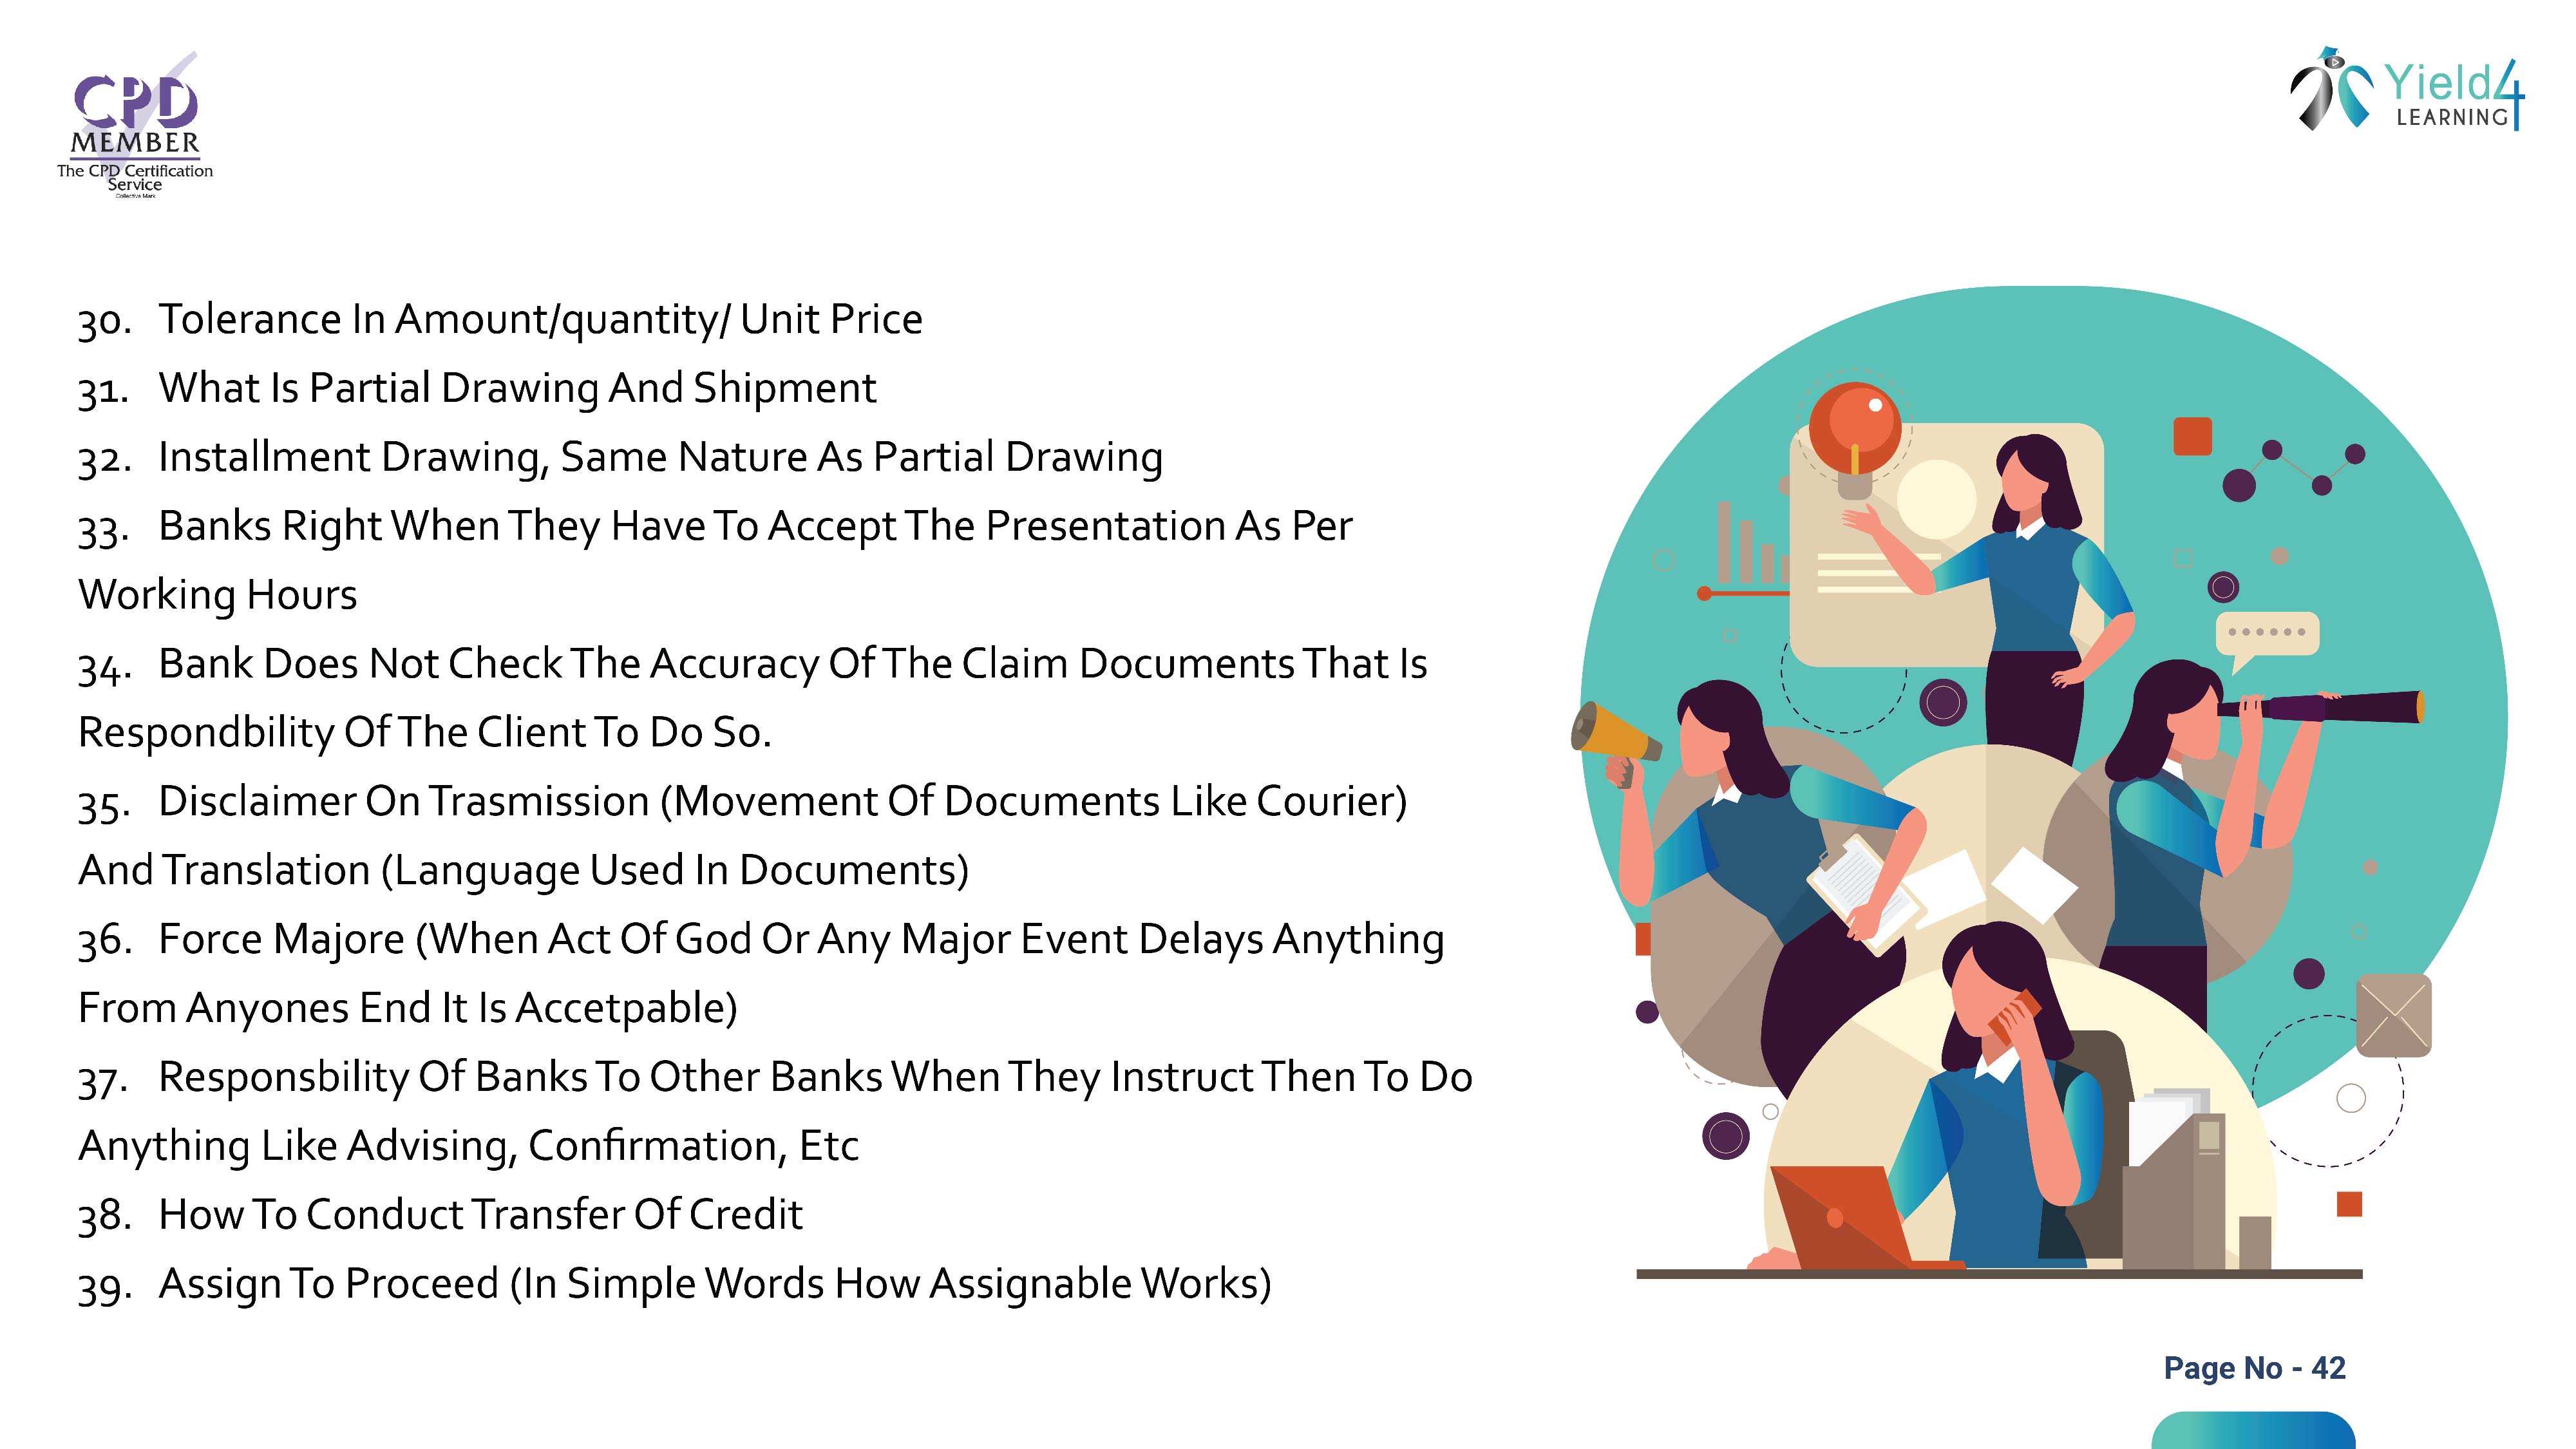 CPD
MEMBER
The CPD Certification
Service
Collective Mark
Yield4
LEARNING
30. Tolerance In Amount/quantity/ Unit Price
31. What Is Partial Drawing And Shipment
32. Installment Drawing, Same Nature As Partial Drawing
33. Banks Right When They Have To Accept The Presentation As Per
Working Hours
34. Bank Does Not Check The Accuracy Of The Claim Documents That Is
Respondbility Of The Client To Do So.
35. Disclaimer On Trasmission (Movement Of Documents Like Courier)
And Translation (Language Used In Documents)
36. Force Majore (When Act Of God Or Any Major Event Delays Anything
From Anyones End It Is Accetpable)
37. Responsbility Of Banks To Other Banks When They Instruct Then To Do
Anything Like Advising, Confirmation, Etc
38. How To Conduct Transfer Of Credit
39. Assign To Proceed (In Simple Words How Assignable Works)
Page No - 42